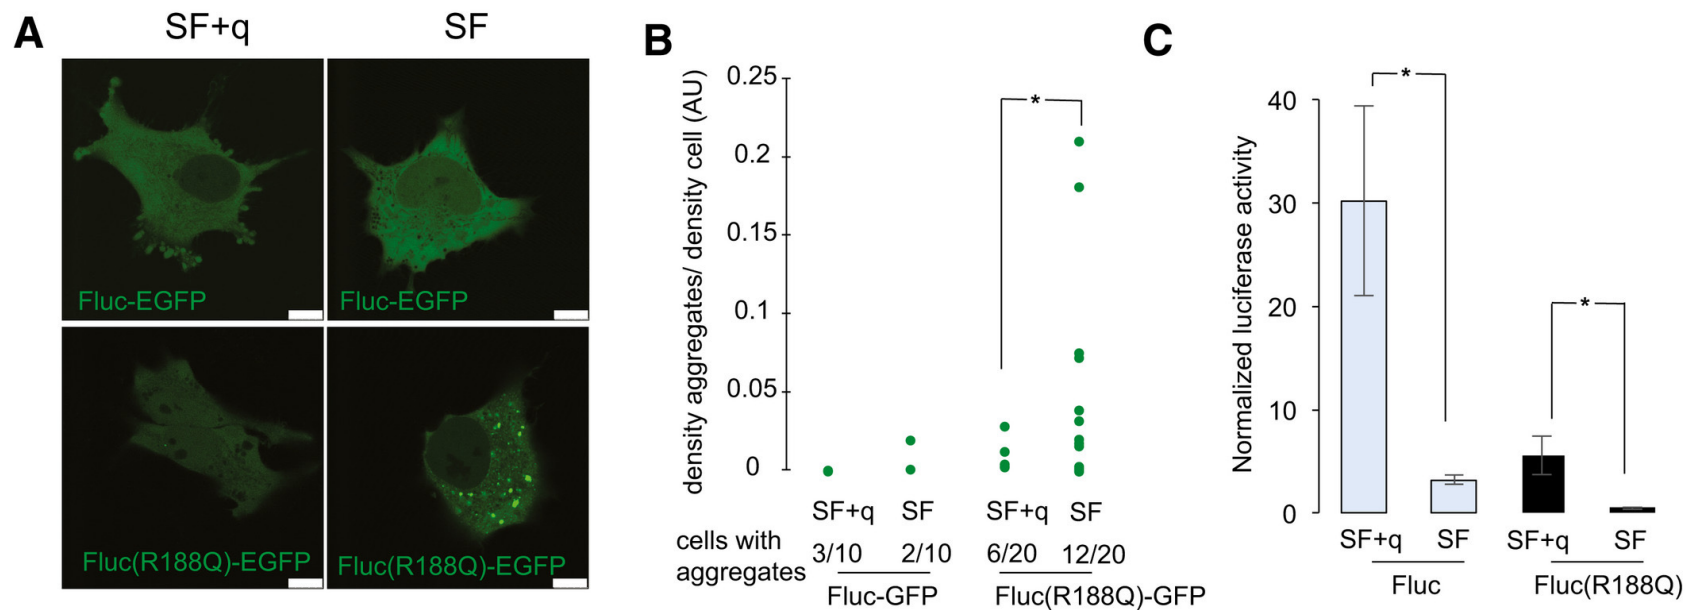 A
SF+q
SF
Fluc-EGFP
Fluc-EGFP
Fluc(R188Q)-EGFP
Fluc(R188Q)-EGFP
B
density aggregates/ density cell (AU)
0.25
0.2
0.15
0.1
0.05
0
*
SF+q
SF
SF+q
SF
cells with
aggregates
3/10
2/10
6/20
12/20
Fluc-GFP
Fluc(R188Q)-GFP
C
Normalized luciferase activity
40
30
20
10
0
*
*
SF+q
SF
SF+q
SF
Fluc
Fluc(R188Q)